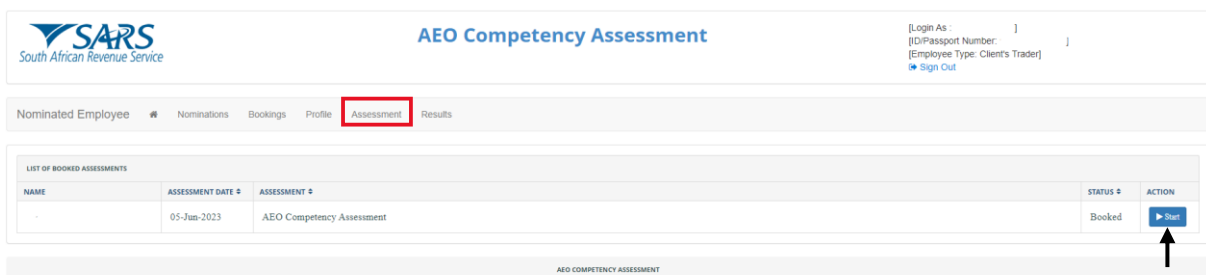 SARS
South African Revenue Service
AEO Competency Assessment
[Login As : ]
[ID/Passport Number: ]
[Employee Type: Client's Trader]
Sign Out
Nominated Employee Nominations Bookings Profile Assessment Results
LIST OF BOOKED ASSESSMENTS
NAME ASSESSMENT DATE ASSESSMENT STATUS ACTION
05-Jun-2023 AEO Competency Assessment Booked Start
AEO COMPETENCY ASSESSMENT